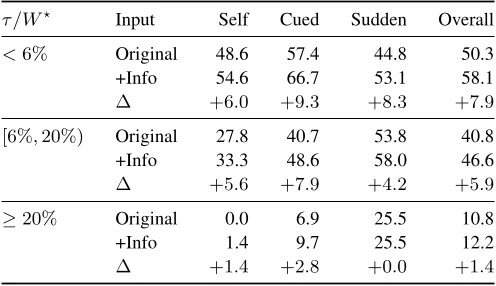 τ/W⋆ Input Self Cued Sudden Overall
< 6% Original 48.6 57.4 44.8 50.3
+Info 54.6 66.7 53.1 58.1
Δ +6.0 +9.3 +8.3 +7.9
[6%, 20%) Original 27.8 40.7 53.8 40.8
+Info 33.3 48.6 58.0 46.6
Δ +5.6 +7.9 +4.2 +5.9
≥ 20% Original 0.0 6.9 25.5 10.8
+Info 1.4 9.7 25.5 12.2
Δ +1.4 +2.8 +0.0 +1.4